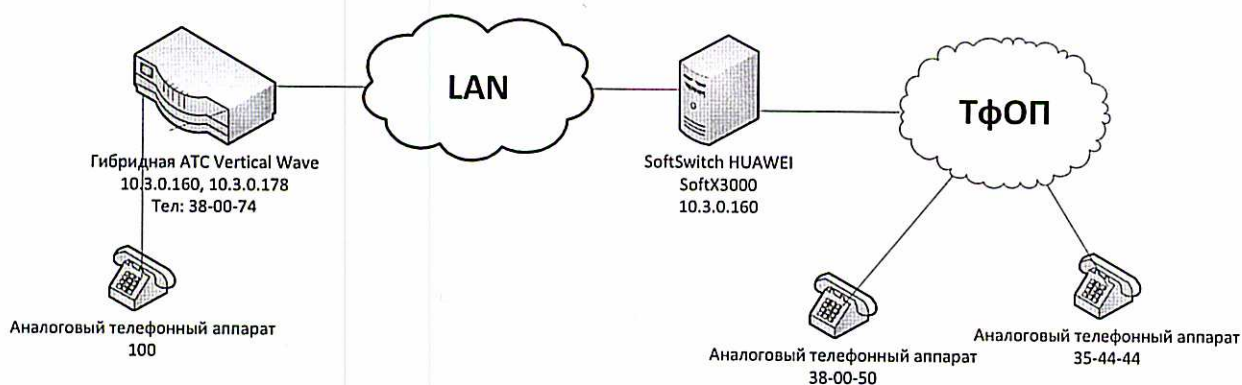 LAN
ТфОП
Гибридная АТС Vertical Wave
10.3.0.160, 10.3.0.178
Тел: 38-00-74
SoftSwitch HUAWEI
SoftX3000
10.3.0.160
Аналоговый телефонный аппарат
100
Аналоговый телефонный аппарат
38-00-50
Аналоговый телефонный аппарат
35-44-44